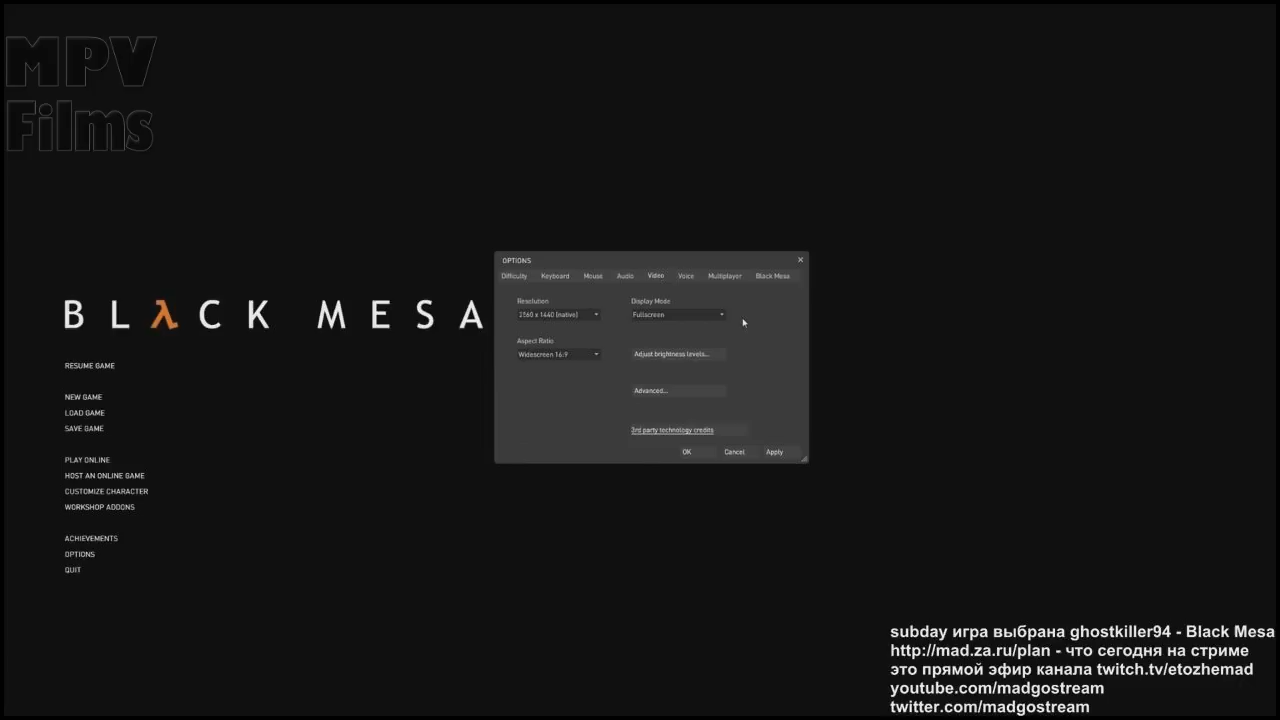 MPV
Films
BLλCK MESA
RESUME GAME
NEW GAME
LOAD GAME
SAVE GAME
PLAY ONLINE
HOST AN ONLINE GAME
CUSTOMIZE CHARACTER
WORKSHOP ADDONS
ACHIEVEMENTS
OPTIONS
QUIT
OPTIONS
Difficulty Keyboard Mouse Audio Video Voice Multiplayer Black Mesa
Resolution Display Mode
2560 x 1440 (native) Fullscreen
Aspect Ratio
Widescreen 16:9 Adjust brightness levels...
Advanced...
3rd party technology credits
OK Cancel Apply
subday игра выбрана ghostkiller94 - Black Mesa
http://mad.za.ru/plan - что сегодня на стриме
это прямой эфир канала twitch.tv/etozhemad
youtube.com/madgostream
twitter.com/madgostream